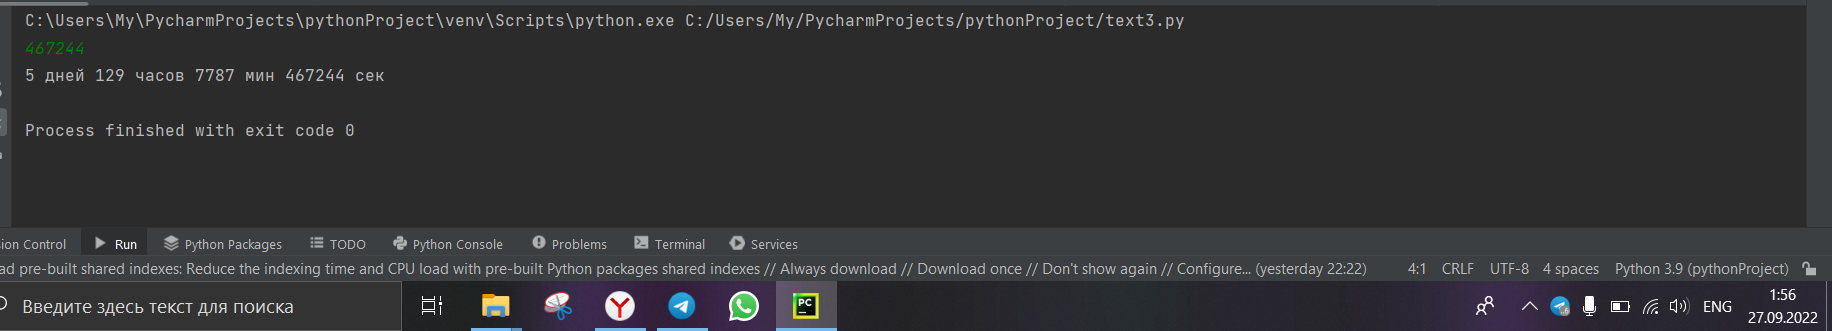 C:\Users\My\PycharmProjects\pythonProject\venv\Scripts\python.exe C:/Users/My/PycharmProjects/pythonProject/text3.py
467244
5 дней 129 часов 7787 мин 467244 сек
Process finished with exit code 0
sion Control Run Python Packages TODO Python Console Problems Terminal Services
ad pre-built shared indexes: Reduce the indexing time and CPU load with pre-built Python packages shared indexes // Always download // Download once // Don't show again // Configure... (yesterday 22:22) 4:1 CRLF UTF-8 4 spaces Python 3.9 (pythonProject)
Введите здесь текст для поиска PC ENG 1:56
27.09.2022